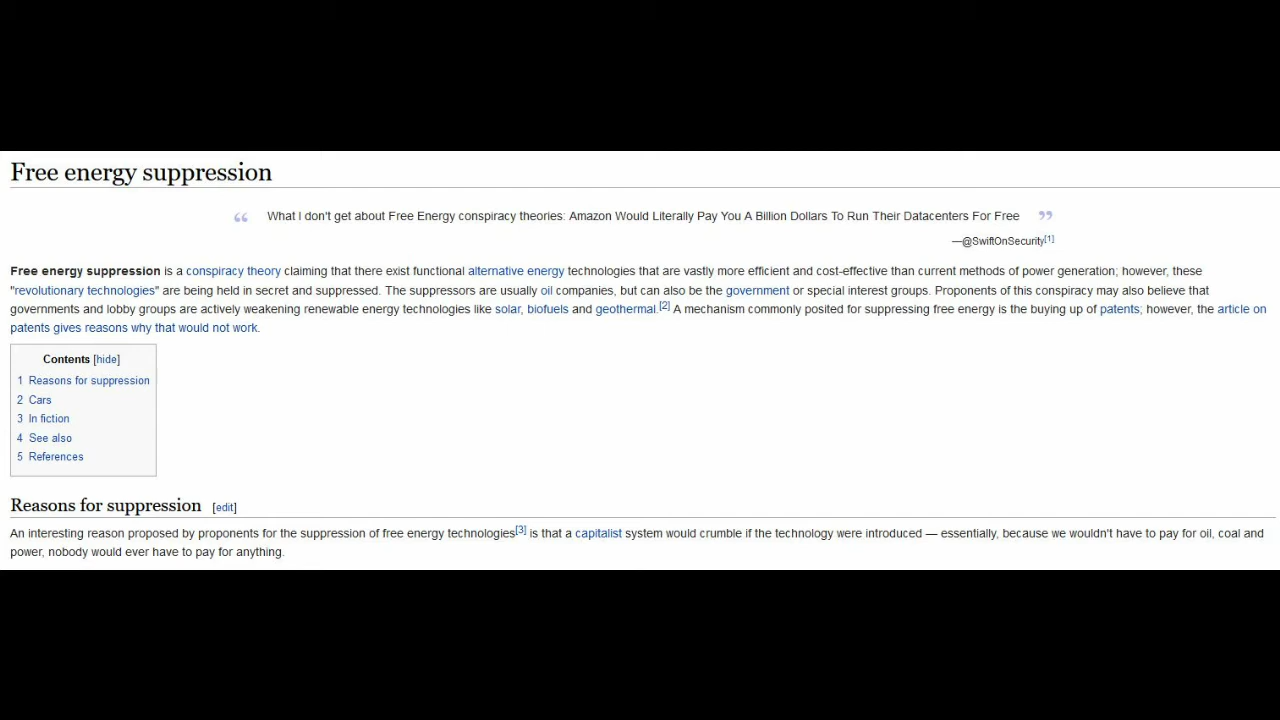 Free energy suppression
“ What I don't get about Free Energy conspiracy theories: Amazon Would Literally Pay You A Billion Dollars To Run Their Datacenters For Free ”
—@SwiftOnSecurity[1]
Free energy suppression is a conspiracy theory claiming that there exist functional alternative energy technologies that are vastly more efficient and cost-effective than current methods of power generation; however, these
"revolutionary technologies" are being held in secret and suppressed. The suppressors are usually oil companies, but can also be the government or special interest groups. Proponents of this conspiracy may also believe that
governments and lobby groups are actively weakening renewable energy technologies like solar, biofuels and geothermal.[2] A mechanism commonly posited for suppressing free energy is the buying up of patents; however, the article on
patents gives reasons why that would not work.
Contents [hide]
1 Reasons for suppression
2 Cars
3 In fiction
4 See also
5 References
Reasons for suppression [edit]
An interesting reason proposed by proponents for the suppression of free energy technologies[3] is that a capitalist system would crumble if the technology were introduced — essentially, because we wouldn't have to pay for oil, coal and
power, nobody would ever have to pay for anything.